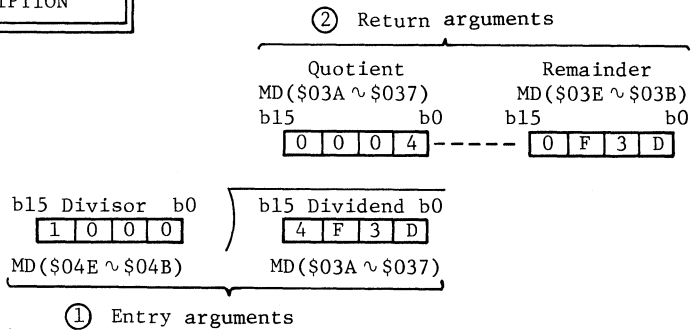 ② Return arguments
Quotient Remainder
MD($03A ∿ $037) MD($03E ∿ $03B)
b15 b0 b15 b0
0 0 0 4 0 F 3 D
b15 Divisor b0 b15 Dividend b0
1 0 0 0 4 F 3 D
MD($04E ∿ $04B) MD($03A ∿ $037)
① Entry arguments